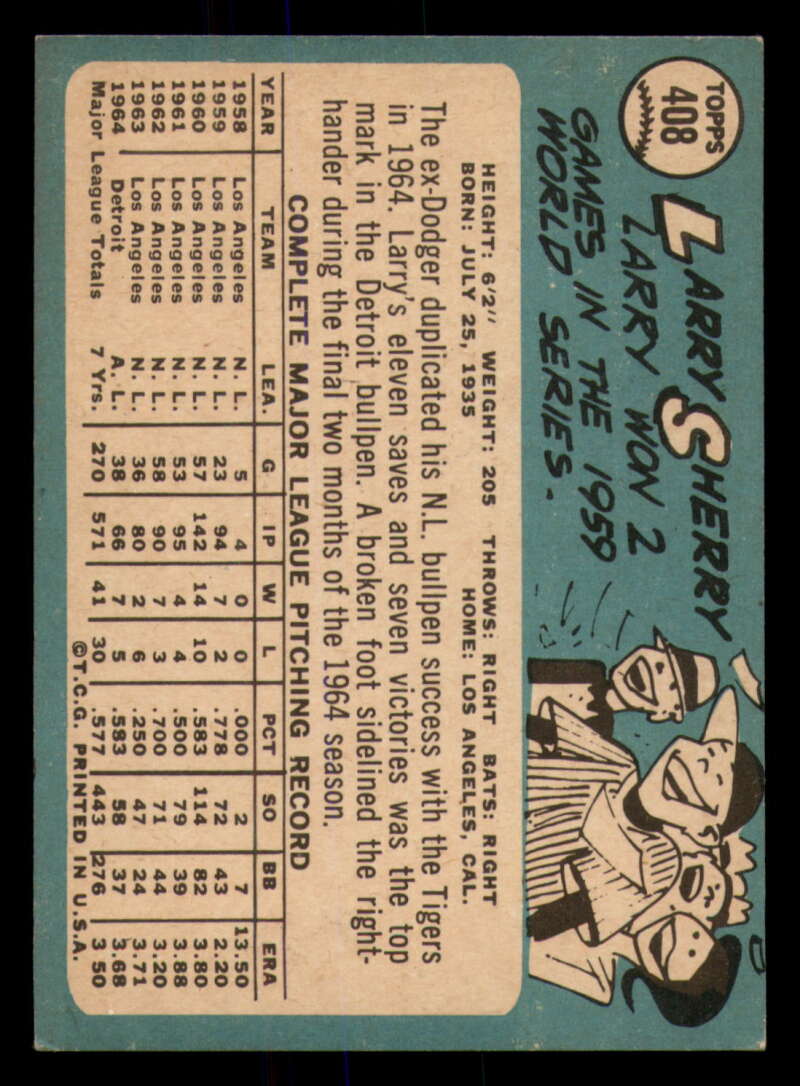 TOPPS
408
LARRY SHERRY
LARRY WON 2
GAMES IN THE 1959
WORLD SERIES.
HEIGHT: 6'2" WEIGHT: 205 THROWS: RIGHT BATS: RIGHT
BORN: JULY 25, 1935 HOME: LOS ANGELES, CAL.
The ex-Dodger duplicated his N.L. bullpen success with the Tigers
in 1964. Larry's eleven saves and seven victories was the top
mark in the Detroit bullpen. A broken foot sidelined the right-
hander during the final two months of the 1964 season.
COMPLETE MAJOR LEAGUE PITCHING RECORD
YEAR TEAM LEA. G IP W L PCT SO BB ERA
1958 Los Angeles N. L. 5 4 0 0 .000 2 7 13.50
1959 Los Angeles N. L. 23 94 7 2 .778 72 43 2.20
1960 Los Angeles N. L. 57 142 14 10 .583 114 82 3.80
1961 Los Angeles N. L. 53 95 4 4 .500 79 39 3.88
1962 Los Angeles N. L. 58 90 7 3 .700 71 44 3.20
1963 Los Angeles N. L. 36 80 2 6 .250 47 24 3.71
1964 Detroit A. L. 38 66 7 5 .583 58 37 3.68
Major League Totals 7 Yrs. 270 571 41 30 .577 443 276 3.50
©T.C.G. PRINTED IN U.S.A.